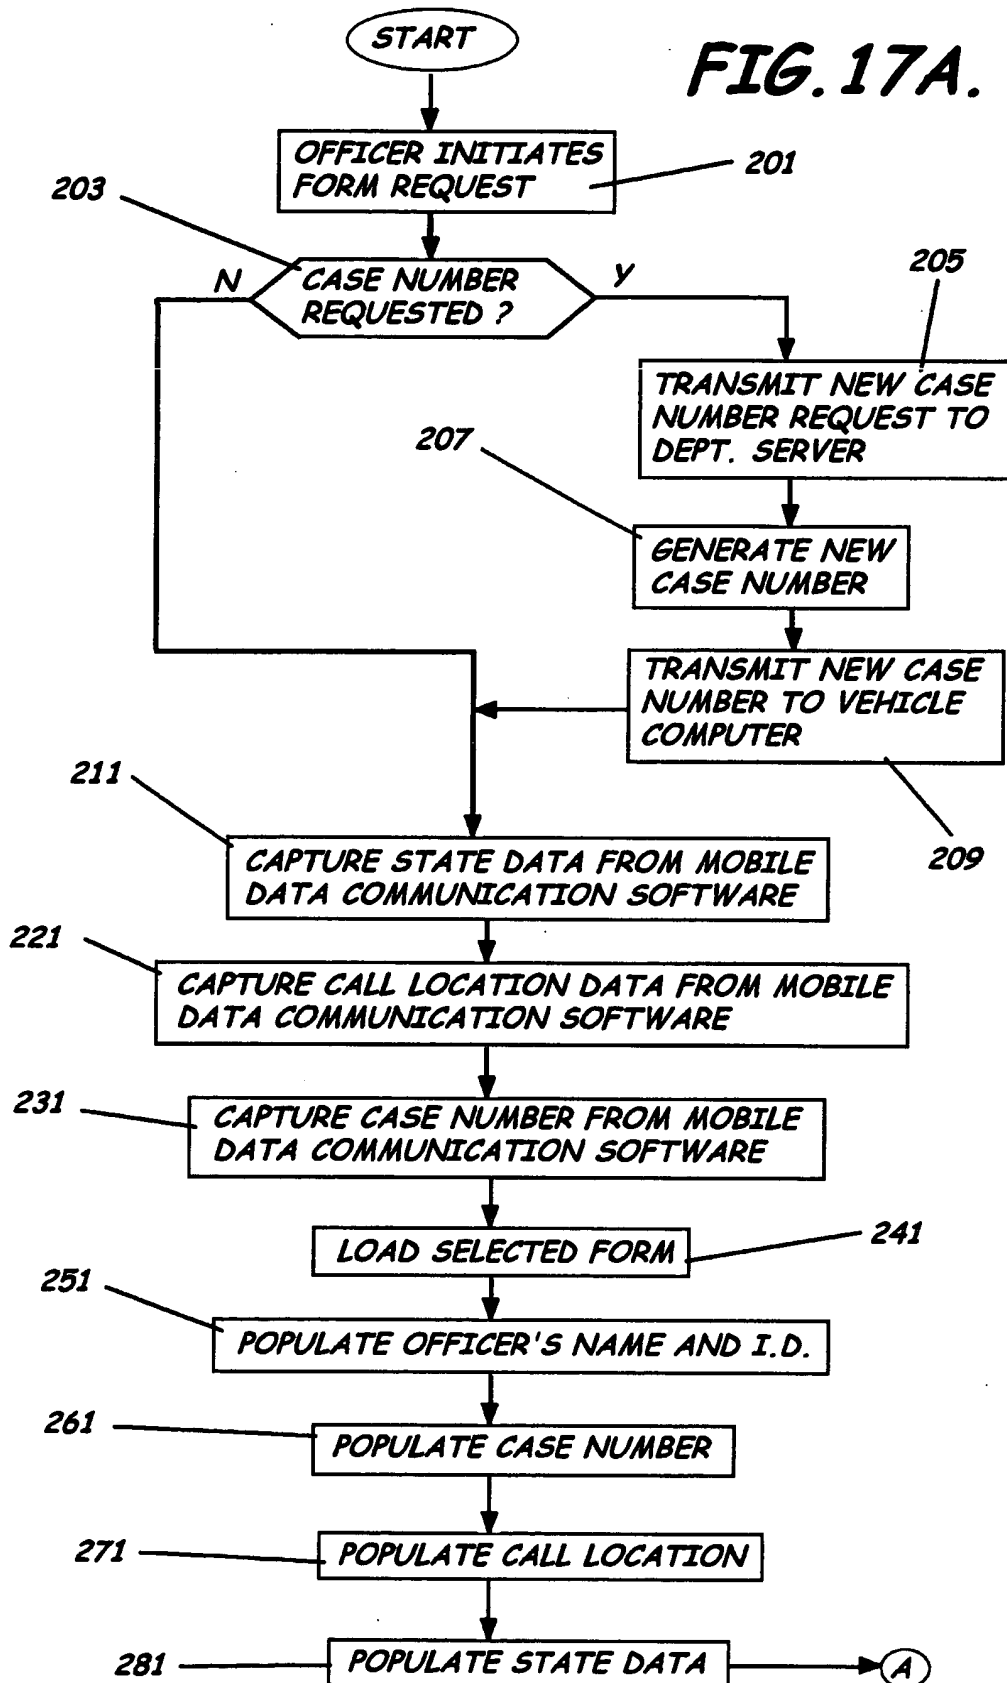 START
FIG. 17A.
OFFICER INITIATES
FORM REQUEST
201
203
CASE NUMBER
REQUESTED ?
N
Y
205
TRANSMIT NEW CASE
NUMBER REQUEST TO
DEPT. SERVER
207
GENERATE NEW
CASE NUMBER
TRANSMIT NEW CASE
NUMBER TO VEHICLE
COMPUTER
209
211
CAPTURE STATE DATA FROM MOBILE
DATA COMMUNICATION SOFTWARE
221
CAPTURE CALL LOCATION DATA FROM MOBILE
DATA COMMUNICATION SOFTWARE
231
CAPTURE CASE NUMBER FROM MOBILE
DATA COMMUNICATION SOFTWARE
LOAD SELECTED FORM
241
251
POPULATE OFFICER'S NAME AND I.D.
261
POPULATE CASE NUMBER
271
POPULATE CALL LOCATION
281
POPULATE STATE DATA
A